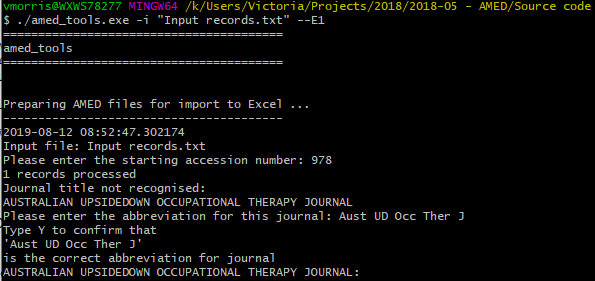 vmorris@WXWS78277 MINGW64 /k/Users/Victoria/Projects/2018/2018-05 - AMED/Source code
$ ./amed_tools.exe -i "Input records.txt" --E1
========================================
amed_tools
========================================
Preparing AMED files for import to Excel ...
----------------------------------------
2019-08-12 08:52:47.302174
Input file: Input records.txt
Please enter the starting accession number: 978
1 records processed
Journal title not recognised:
AUSTRALIAN UPSIDEDOWN OCCUPATIONAL THERAPY JOURNAL
Please enter the abbreviation for this journal: Aust UD Occ Ther J
Type Y to confirm that
'Aust UD Occ Ther J'
is the correct abbreviation for journal
AUSTRALIAN UPSIDEDOWN OCCUPATIONAL THERAPY JOURNAL: